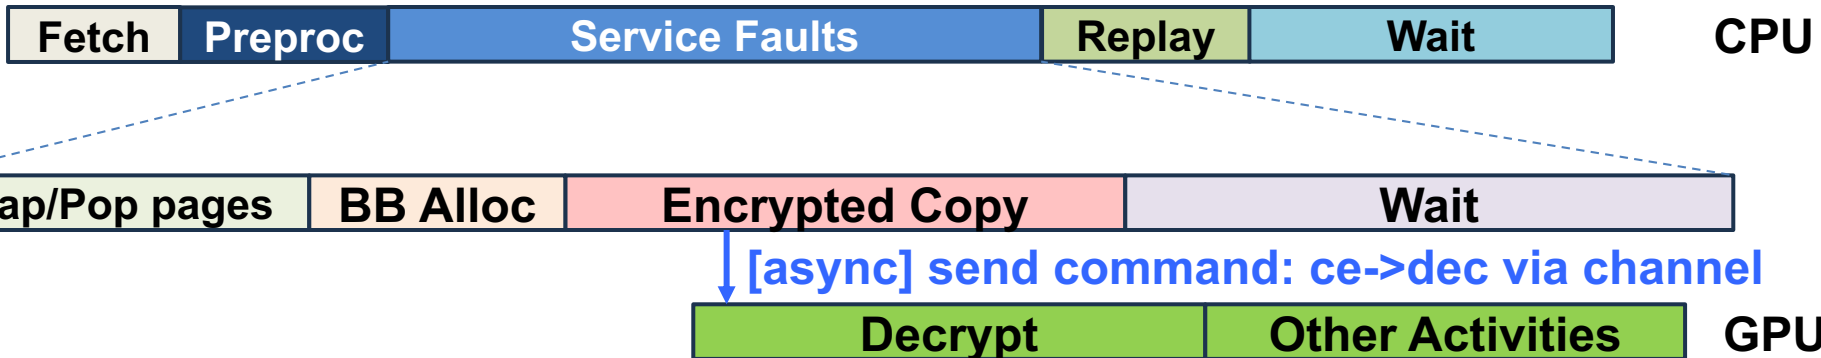 Fetch Preproc Service Faults Replay Wait CPU
ap/Pop pages BB Alloc Encrypted Copy Wait
[async] send command: ce->dec via channel
Decrypt Other Activities GPU